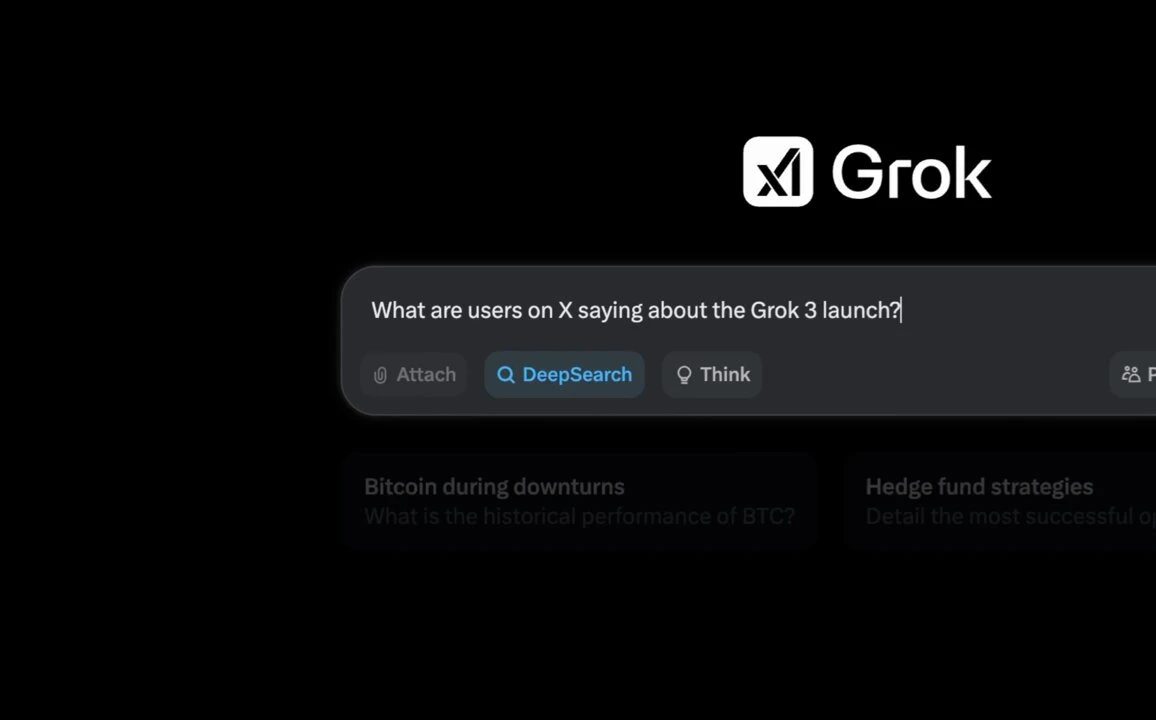 Grok
What are users on X saying about the Grok 3 launch?
Attach
DeepSearch
Think
P
Bitcoin during downturns
Hedge fund strategies
What is the historical performance of BTC?
Detail the most successful op